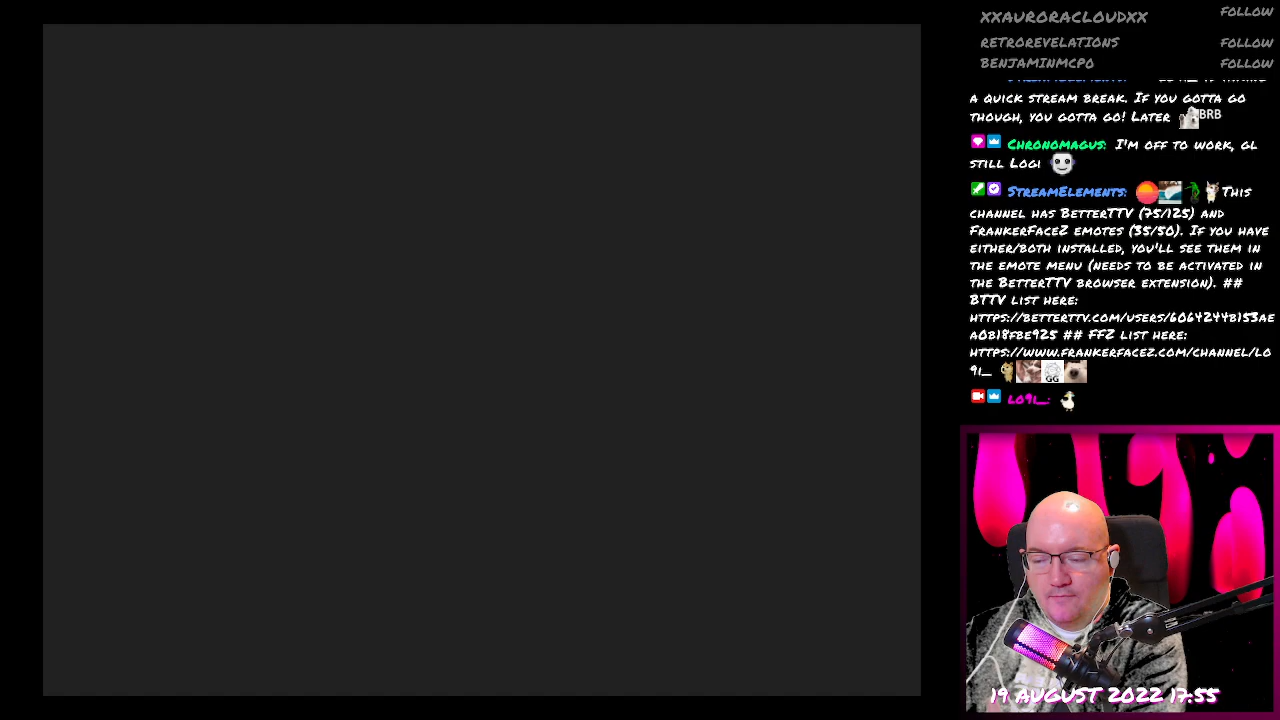 xxAuroraCloudxx Follow
RetroRevelations Follow
BenjaminMcPo Follow
StreamElements:
a quick stream break. If you gotta go
though, you gotta go! Later BRB
Chronomagus: I'm off to work, gl
still Logi
StreamElements: This
channel has BetterTTV (75/125) and
FrankerFaceZ emotes (35/50). If you have
either/both installed, you'll see them in
the emote menu (needs to be activated in
the BetterTTV browser extension). ##
BTTV list here:
https://betterttv.com/users/6064244b153ae
a0b18fbe925 ## FFZ list here:
https://www.frankerfacez.com/channel/lo
9i_ GG
lo9i_:
19 August 2022 17:55